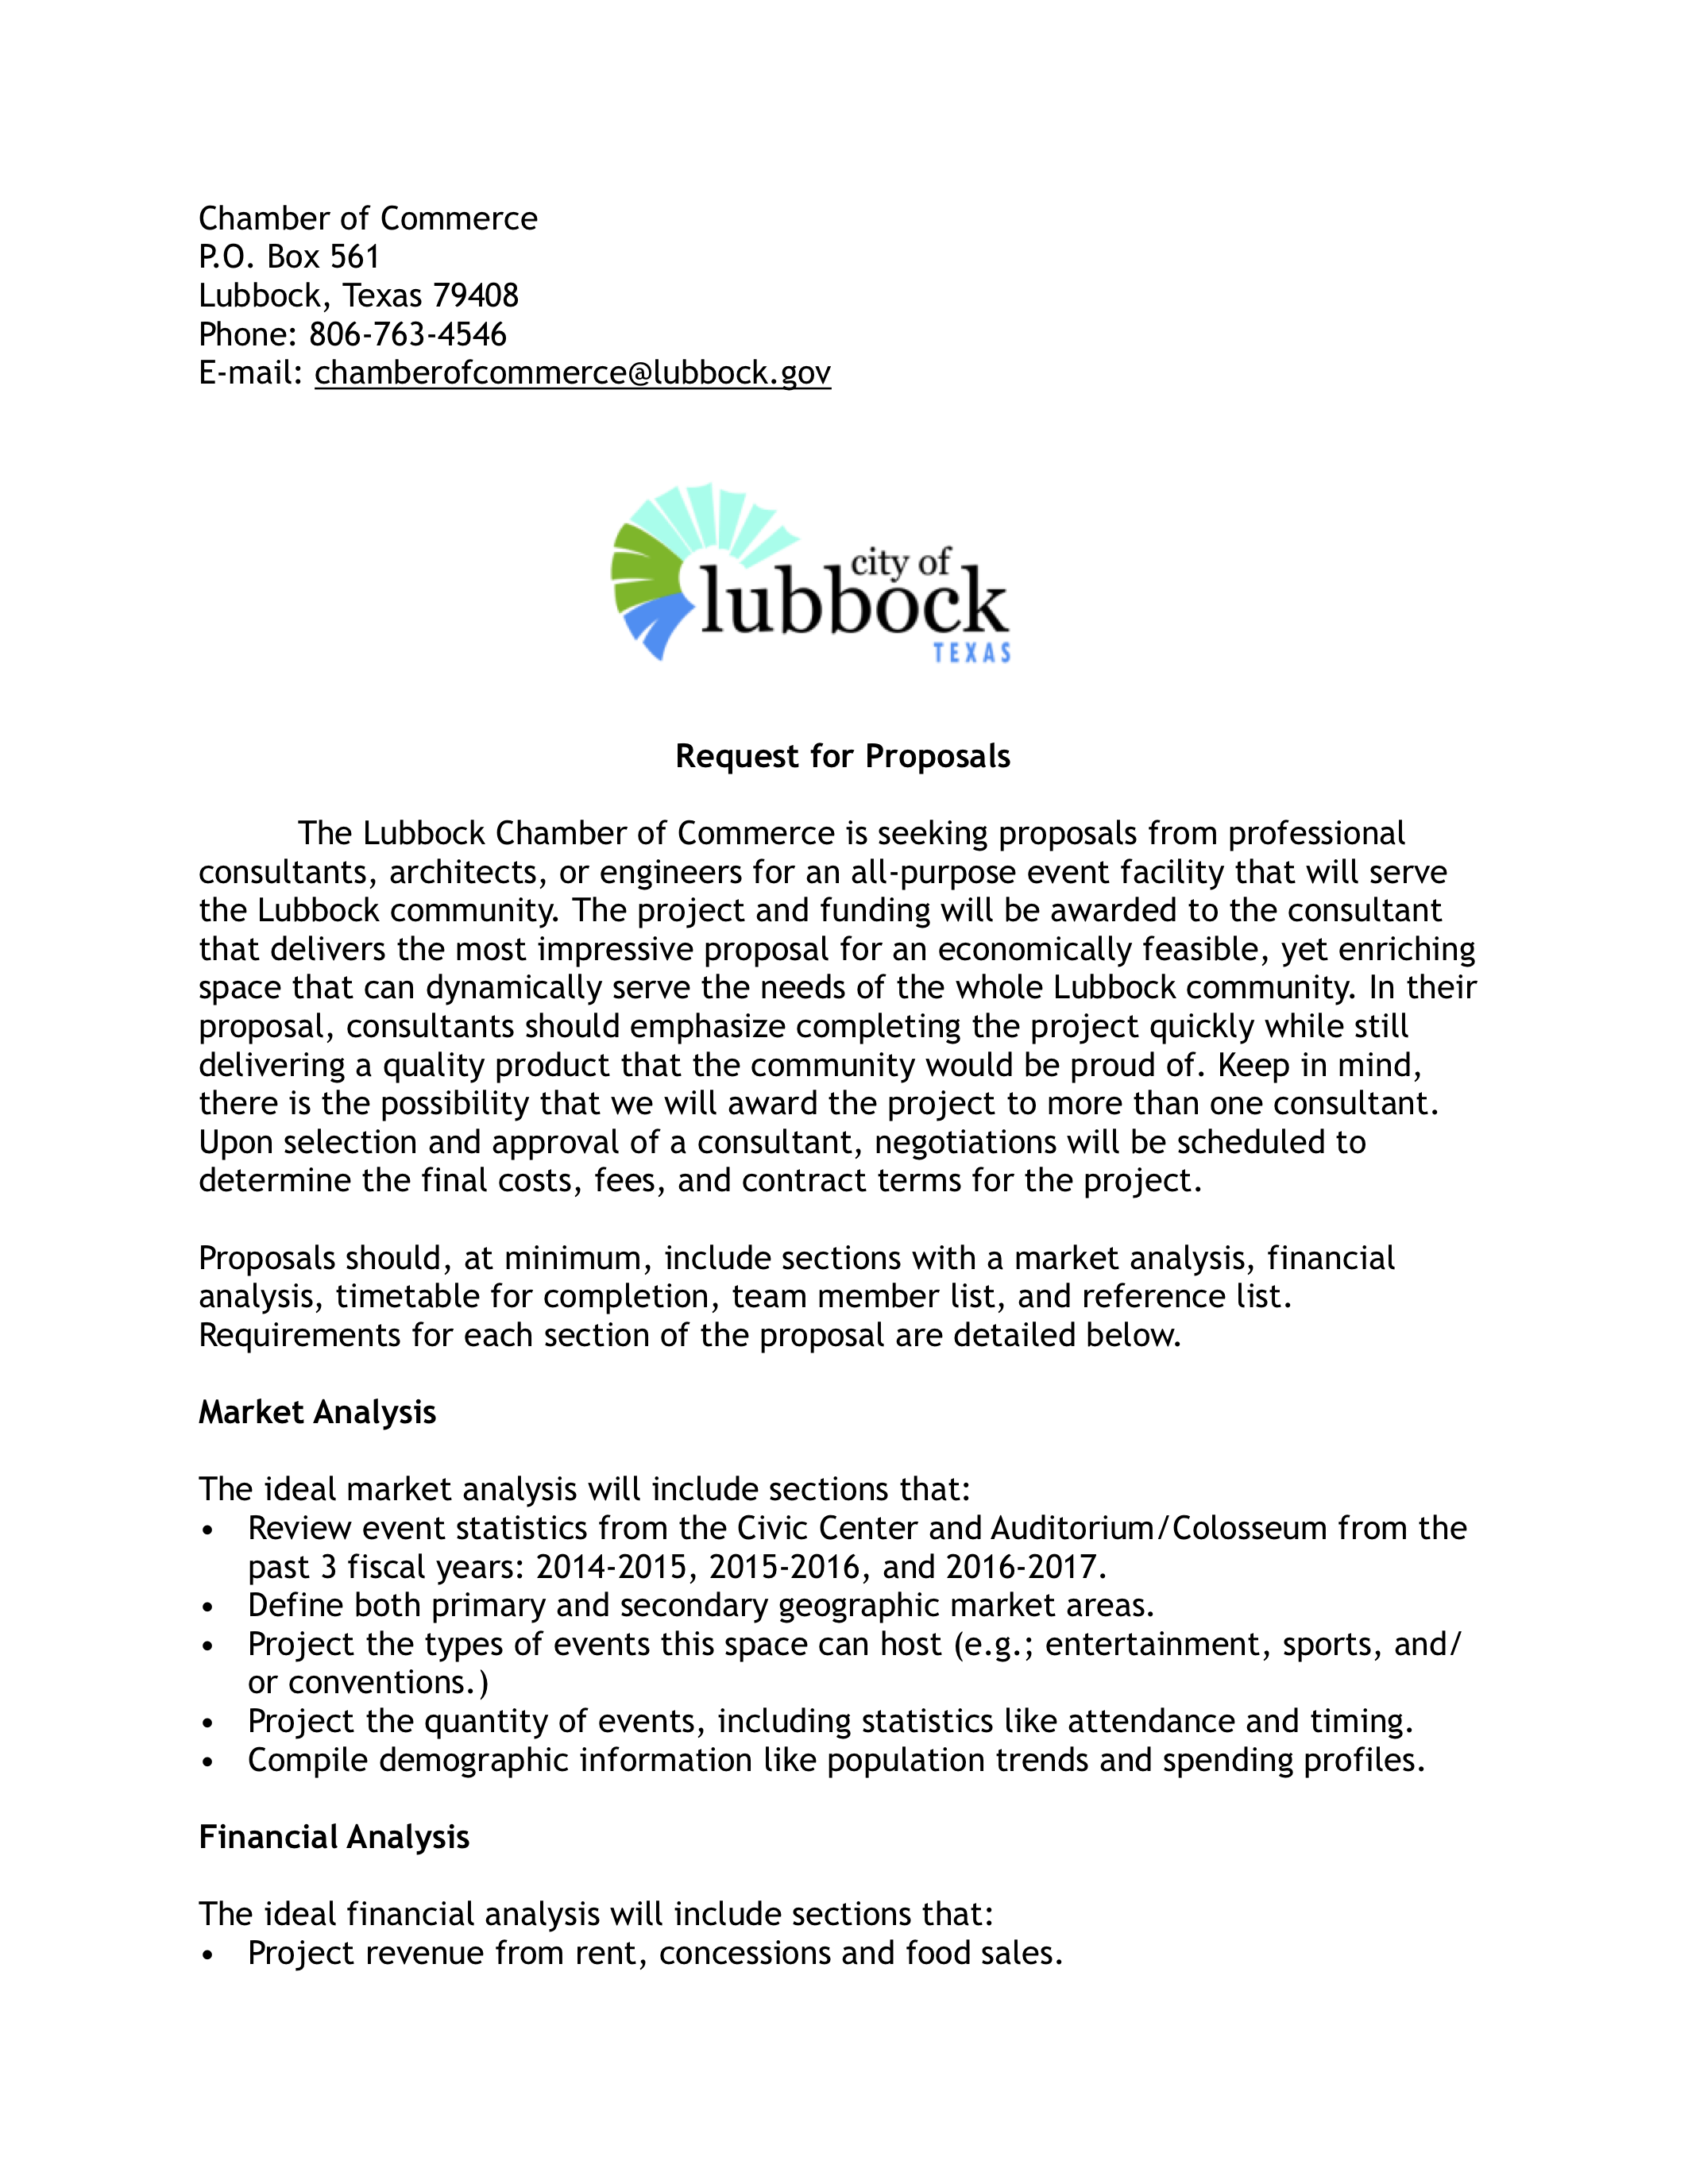 Chamber of Commerce
P.O. Box 561
Lubbock, Texas 79408
Phone: 806-763-4546
E-mail: chamberofcommerce@lubbock.gov
city of
lubbock
TEXAS
Request for Proposals
The Lubbock Chamber of Commerce is seeking proposals from professional
consultants, architects, or engineers for an all-purpose event facility that will serve
the Lubbock community. The project and funding will be awarded to the consultant
that delivers the most impressive proposal for an economically feasible, yet enriching
space that can dynamically serve the needs of the whole Lubbock community. In their
proposal, consultants should emphasize completing the project quickly while still
delivering a quality product that the community would be proud of. Keep in mind,
there is the possibility that we will award the project to more than one consultant.
Upon selection and approval of a consultant, negotiations will be scheduled to
determine the final costs, fees, and contract terms for the project.
Proposals should, at minimum, include sections with a market analysis, financial
analysis, timetable for completion, team member list, and reference list.
Requirements for each section of the proposal are detailed below.
Market Analysis
The ideal market analysis will include sections that:
• Review event statistics from the Civic Center and Auditorium/Colosseum from the
past 3 fiscal years: 2014-2015, 2015-2016, and 2016-2017.
• Define both primary and secondary geographic market areas.
• Project the types of events this space can host (e.g.; entertainment, sports, and/
or conventions.)
• Project the quantity of events, including statistics like attendance and timing.
• Compile demographic information like population trends and spending profiles.
Financial Analysis
The ideal financial analysis will include sections that:
• Project revenue from rent, concessions and food sales.